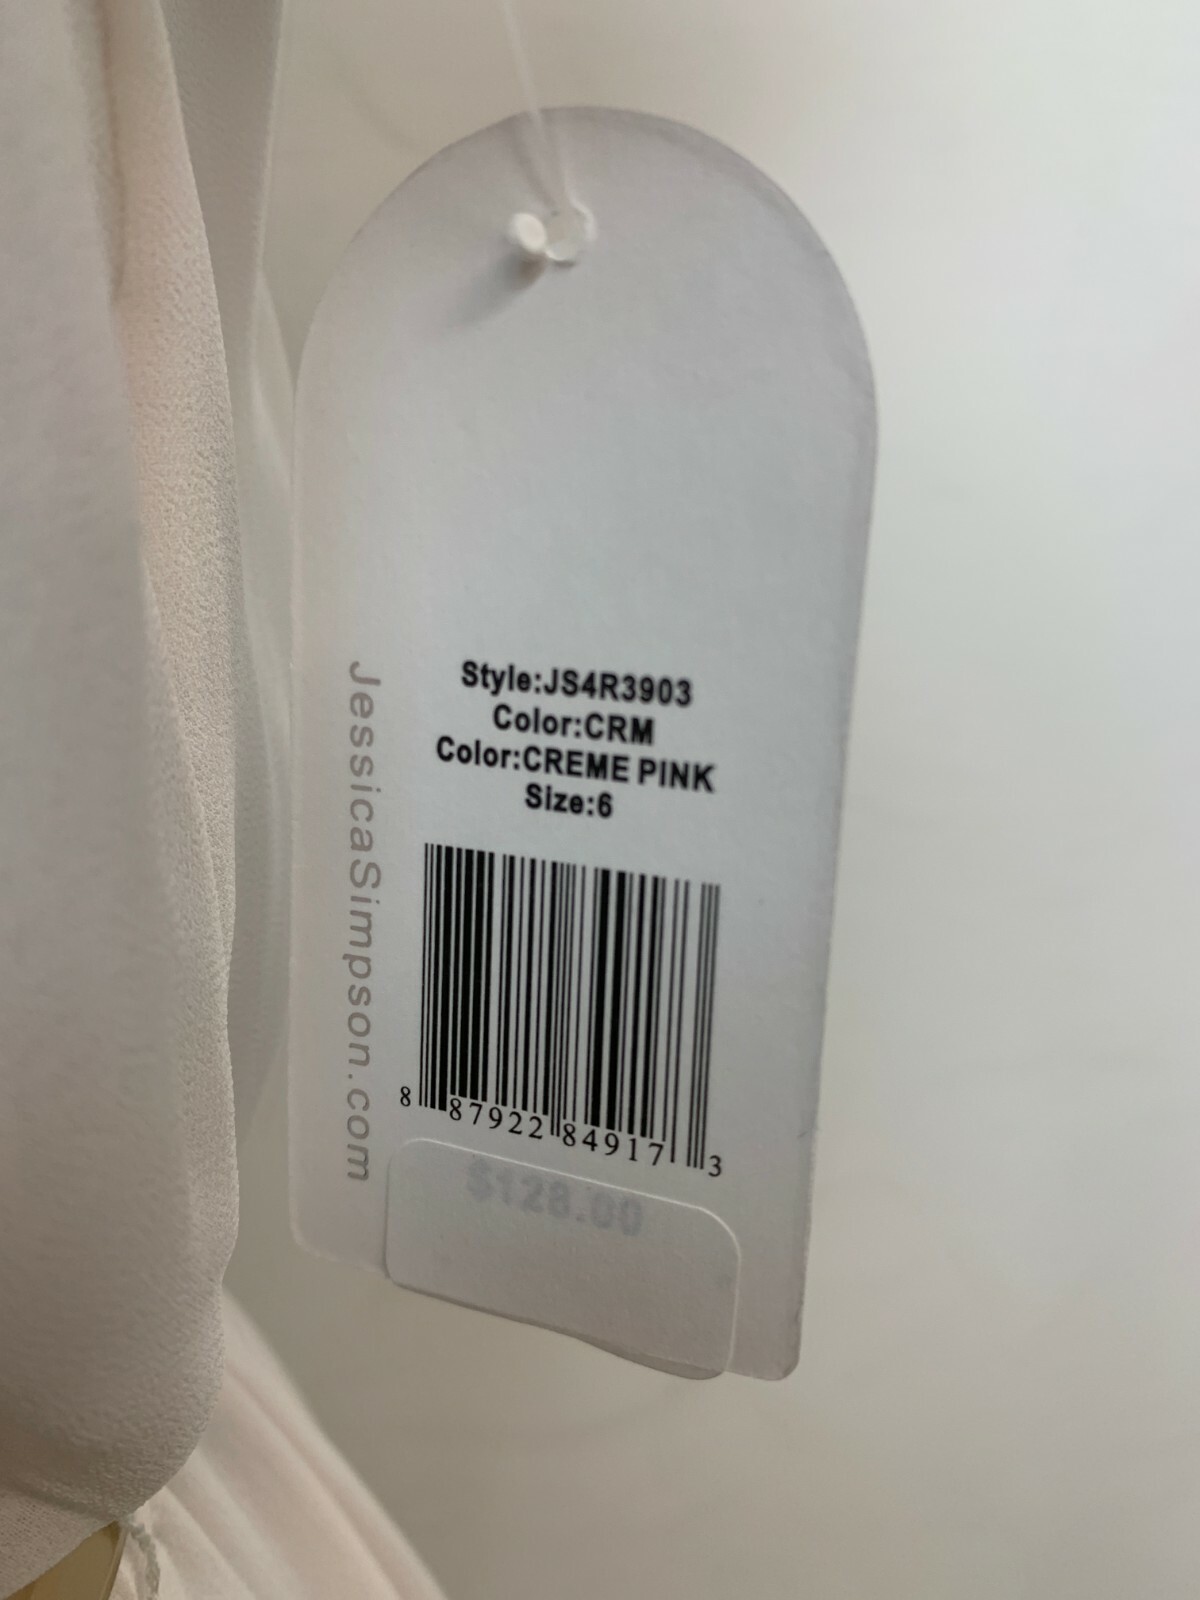 Style:JS4R3903
Color:CRM
Color:CREME PINK
Size:6
JessicaSimpson.com
8 87922 84917 3
$128.00